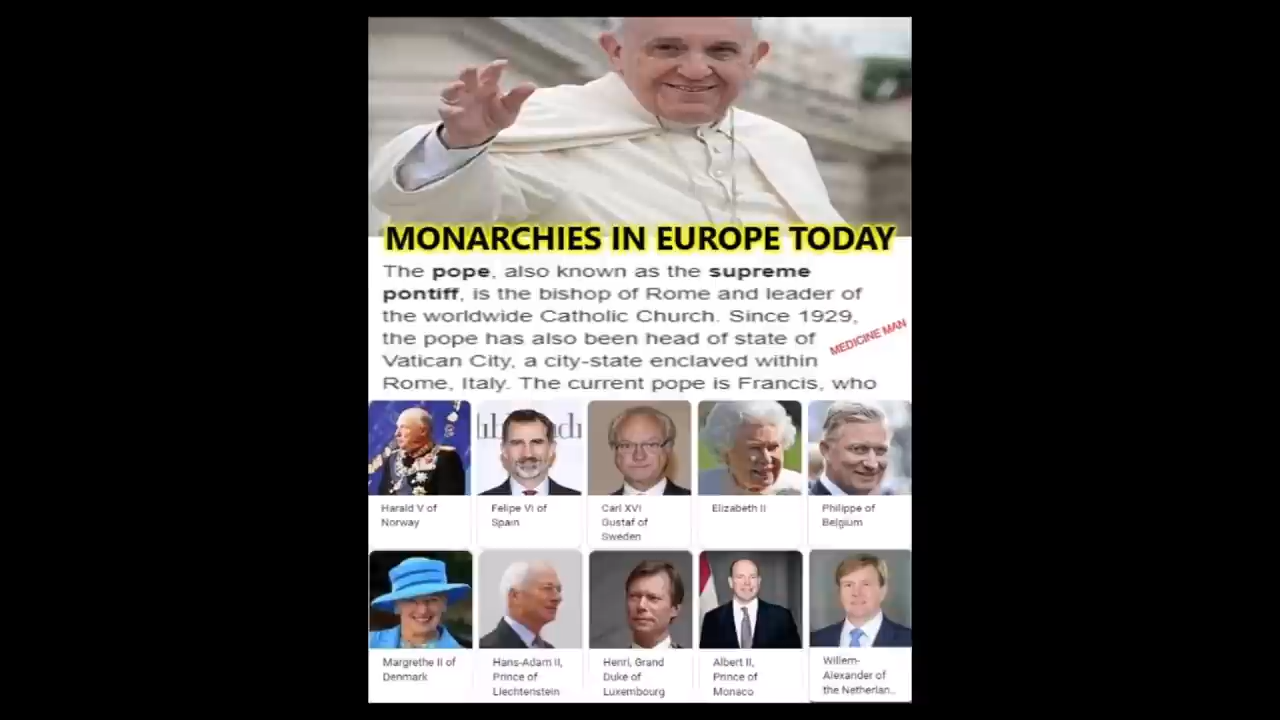 MONARCHIES IN EUROPE TODAY
The pope, also known as the supreme
pontiff, is the bishop of Rome and leader of
the worldwide Catholic Church. Since 1929,
the pope has also been head of state of
Vatican City, a city-state enclaved within
Rome, Italy. The current pope is Francis, who
MEDICINE MAN
Harald V of
Norway
Felipe VI of
Spain
Carl XVI
Gustaf of
Sweden
Elizabeth II
Philippe of
Belgium
Margrethe II of
Denmark
Hans-Adam II,
Prince of
Liechtenstein
Henri, Grand
Duke of
Luxembourg
Albert II,
Prince of
Monaco
Willem-
Alexander of
the Netherlan...